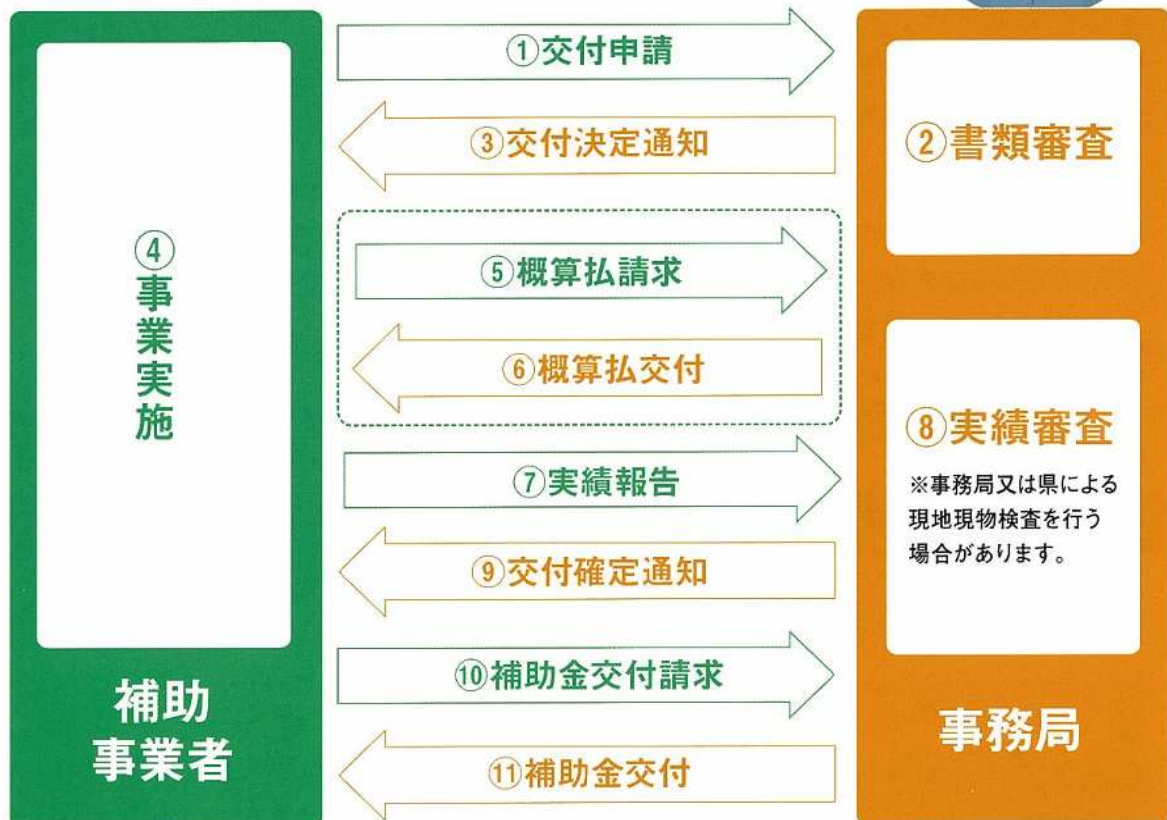 ①交付申請
②書類審査
③交付決定通知
④事業実施
⑤概算払請求
⑥概算払交付
⑦実績報告
⑧実績審査
※事務局又は県による
現地現物検査を行う
場合があります。
⑨交付確定通知
⑩補助金交付請求
⑪補助金交付
補助
事業者
事務局